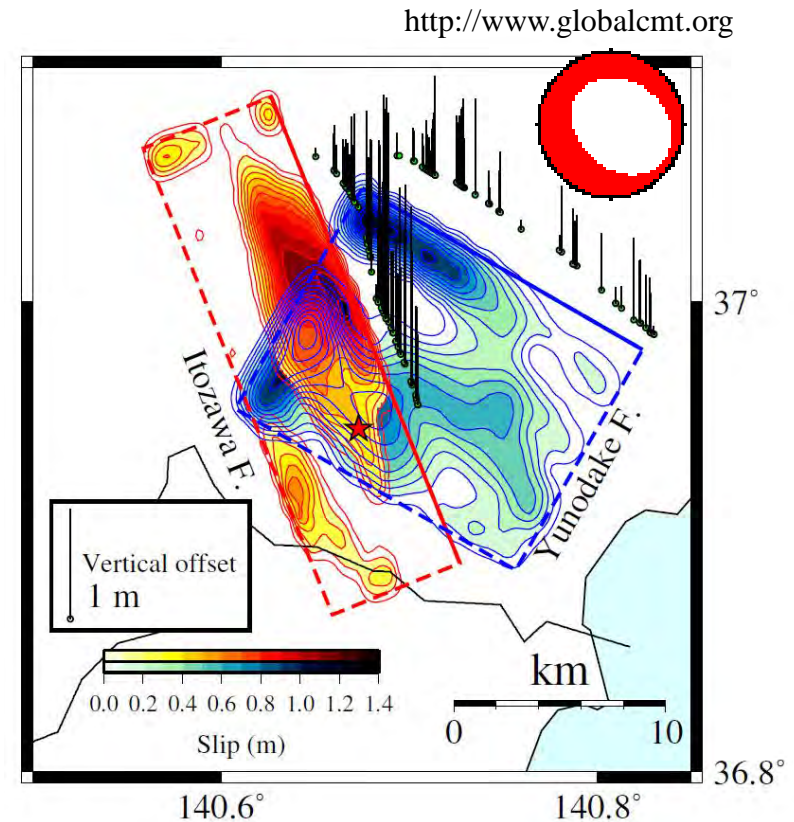 http://www.globalcmt.org
37°
Itozawa F.
Yunodake F.
Vertical offset
1 m
km
0.0 0.2 0.4 0.6 0.8 1.0 1.2 1.4
0 10
Slip (m)
36.8°
140.6° 140.8°